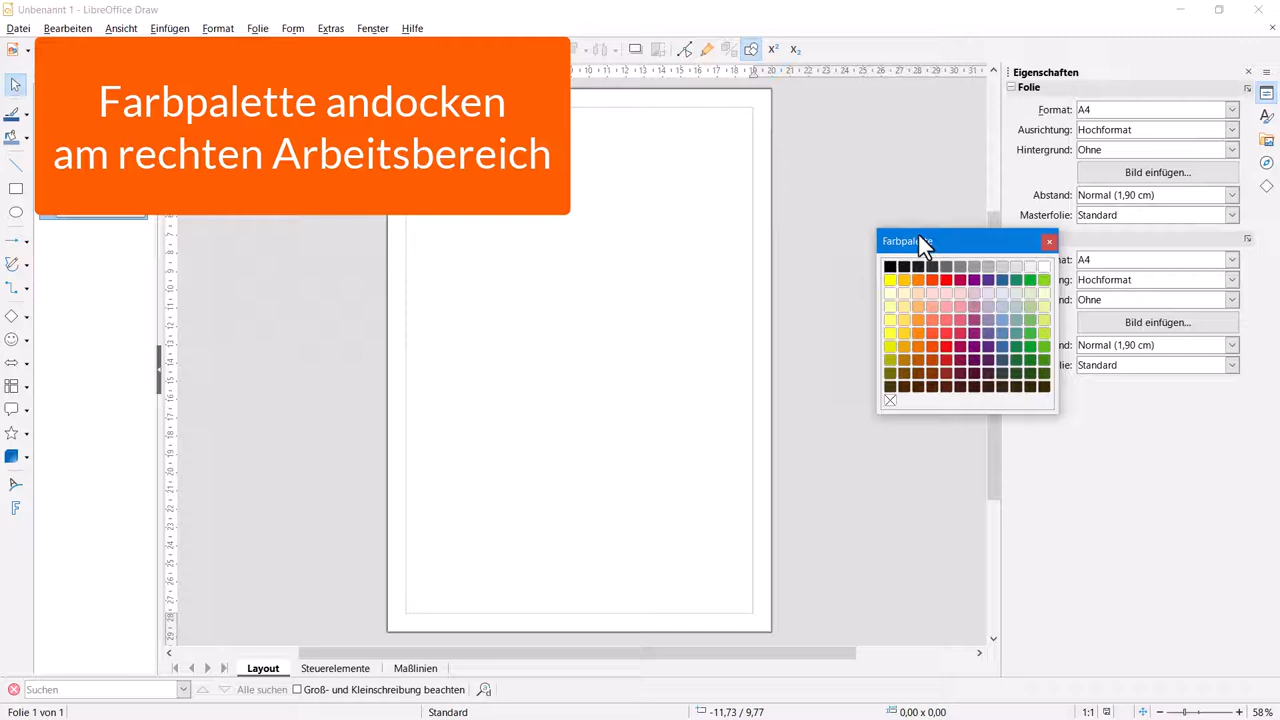 Unbenannt 1 - LibreOffice Draw
Datei Bearbeiten Ansicht Einfügen Format Folie Form Extras Fenster Hilfe
Farbpalette andocken
am rechten Arbeitsbereich
Eigenschaften
Folie
Format: A4
Ausrichtung: Hochformat
Hintergrund: Ohne
Bild einfügen...
Abstand: Normal (1,90 cm)
Masterfolie: Standard
Farbpalette
A4
Hochformat
Ohne
Bild einfügen...
Normal (1,90 cm)
Standard
Layout Steuerelemente Maßlinien
Suchen Alle suchen Groß- und Kleinschreibung beachten
Folie 1 von 1 Standard -11,73 / 9,77 0,00 x 0,00 1:1 58 %